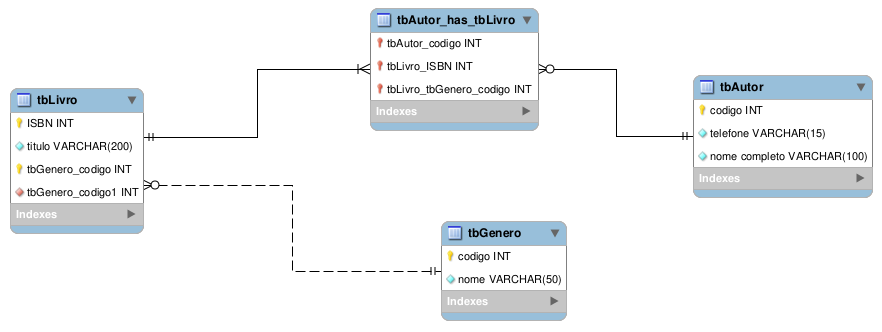 tbAutor_has_tbLivro
tbAutor_codigo INT
tbLivro_ISBN INT
tbLivro_tbGenero_codigo INT
Indexes
tbLivro
ISBN INT
titulo VARCHAR(200)
tbGenero_codigo INT
tbGenero_codigo1 INT
Indexes
tbAutor
codigo INT
telefone VARCHAR(15)
nome completo VARCHAR(100)
Indexes
tbGenero
codigo INT
nome VARCHAR(50)
Indexes